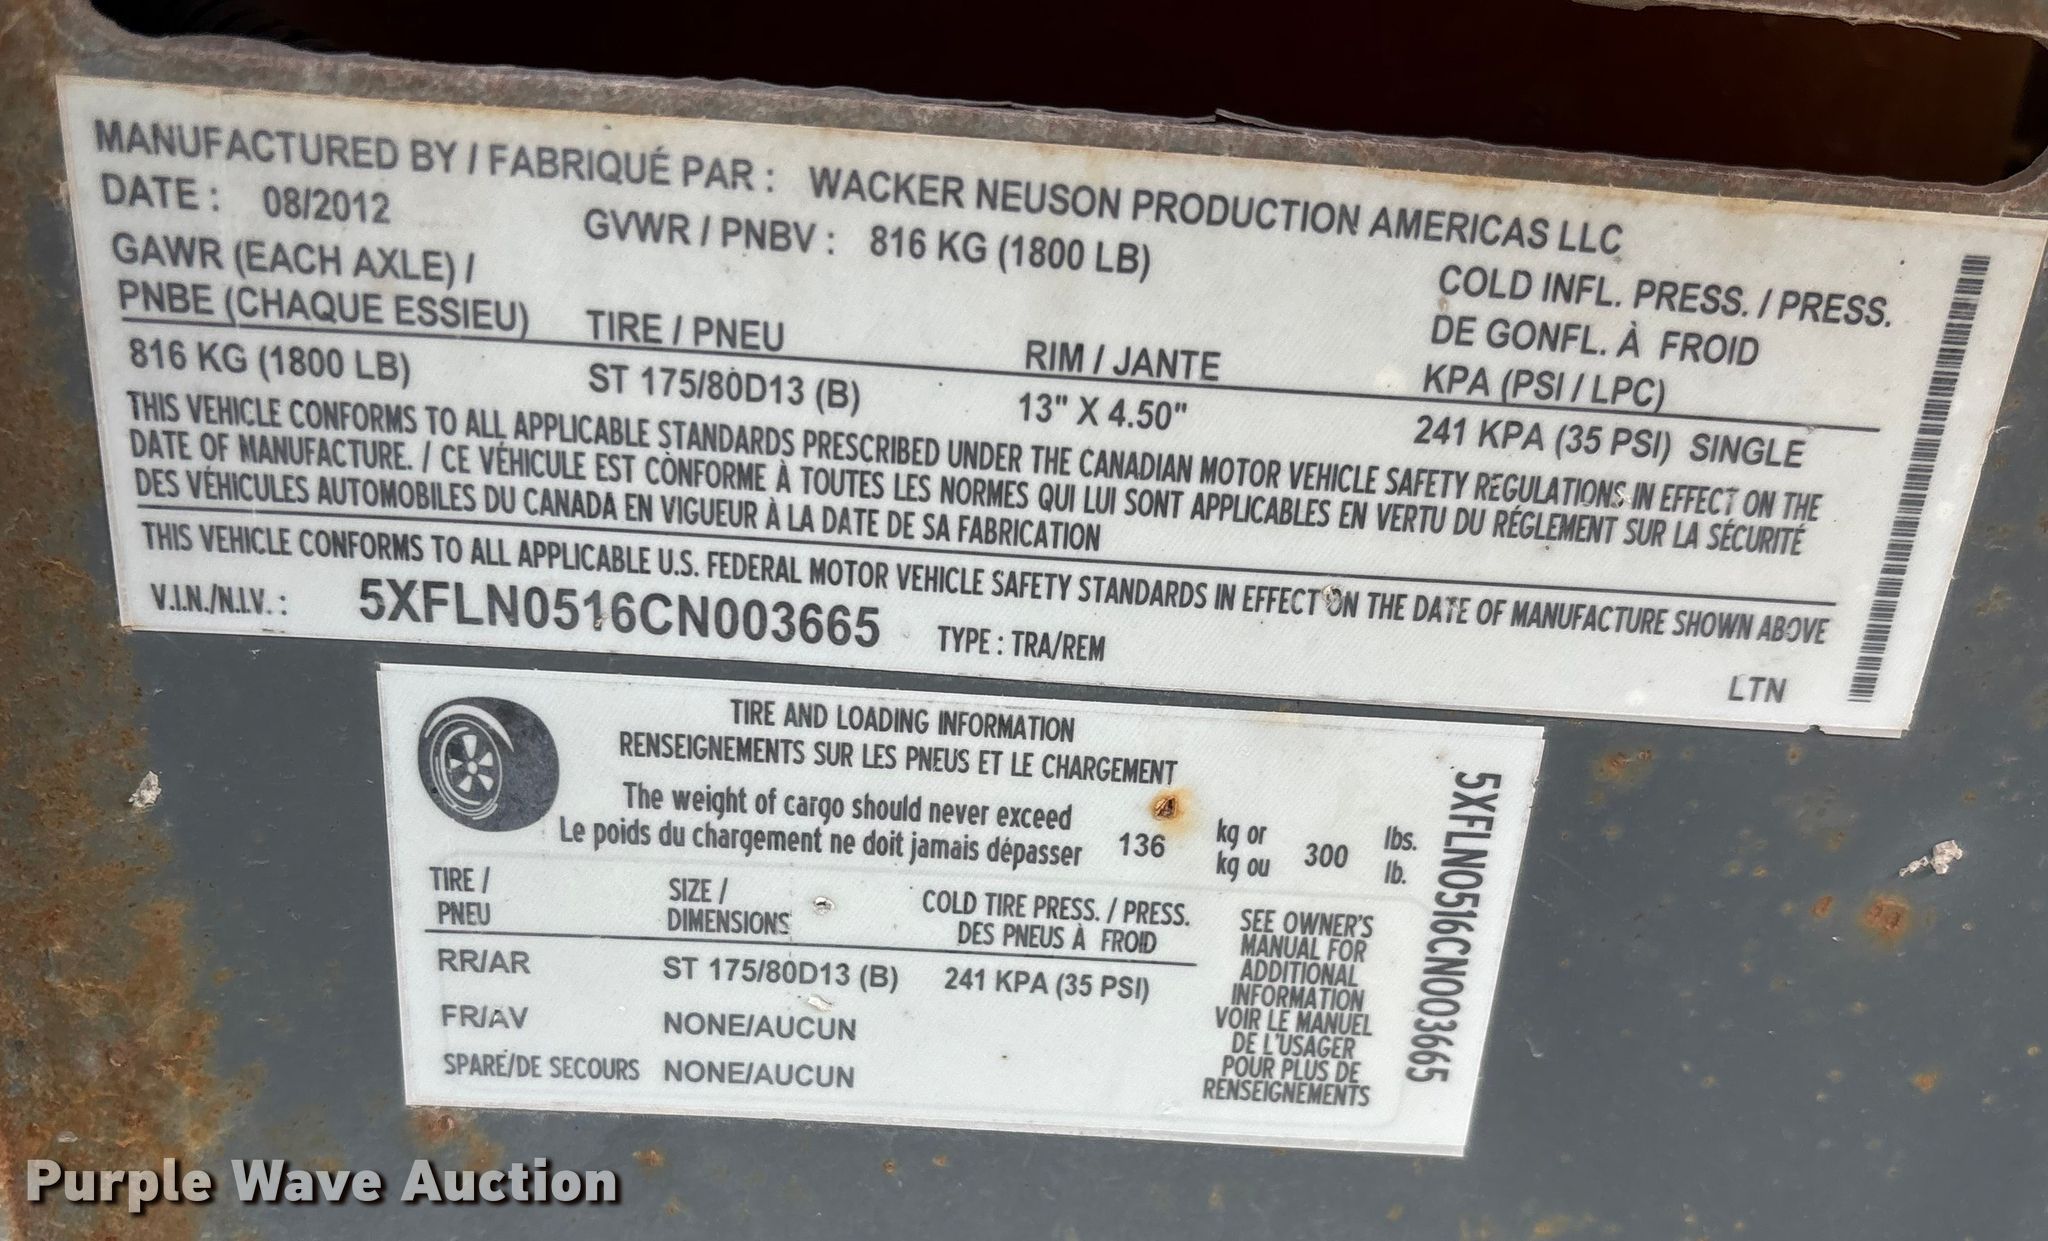 MANUFACTURED BY / FABRIQUÉ PAR : WACKER NEUSON PRODUCTION AMERICAS LLC
DATE : 08/2012 GVWR / PNBV : 816 KG (1800 LB)
GAWR (EACH AXLE) /
PNBE (CHAQUE ESSIEU) TIRE / PNEU RIM / JANTE COLD INFL. PRESS. / PRESS.
DE GONFL. À FROID
KPA (PSI / LPC)
816 KG (1800 LB) ST 175/80D13 (B) 13" X 4.50" 241 KPA (35 PSI) SINGLE
THIS VEHICLE CONFORMS TO ALL APPLICABLE STANDARDS PRESCRIBED UNDER THE CANADIAN MOTOR VEHICLE SAFETY REGULATIONS IN EFFECT ON THE
DATE OF MANUFACTURE. / CE VÉHICULE EST CONFORME À TOUTES LES NORMES QUI LUI SONT APPLICABLES EN VERTU DU RÉGLEMENT SUR LA SÉCURITÉ
DES VÉHICULES AUTOMOBILES DU CANADA EN VIGUEUR À LA DATE DE SA FABRICATION
THIS VEHICLE CONFORMS TO ALL APPLICABLE U.S. FEDERAL MOTOR VEHICLE SAFETY STANDARDS IN EFFECT ON THE DATE OF MANUFACTURE SHOWN ABOVE
V.I.N./N.I.V. : 5XFLN0516CN003665 TYPE : TRA/REM
LTN
TIRE AND LOADING INFORMATION
RENSEIGNEMENTS SUR LES PNEUS ET LE CHARGEMENT
The weight of cargo should never exceed
Le poids du chargement ne doit jamais dépasser 136 kg or
kg ou 300 lbs.
lb.
TIRE /
PNEU SIZE /
DIMENSIONS COLD TIRE PRESS. / PRESS.
DES PNEUS À FROID
RR/AR ST 175/80D13 (B) 241 KPA (35 PSI)
FR/AV NONE/AUCUN
SPARE/DE SECOURS NONE/AUCUN
SEE OWNER'S
MANUAL FOR
ADDITIONAL
INFORMATION
VOIR LE MANUEL
DE L'USAGER
POUR PLUS DE
RENSEIGNEMENTS
5XFLN0516CN003665
Purple Wave Auction